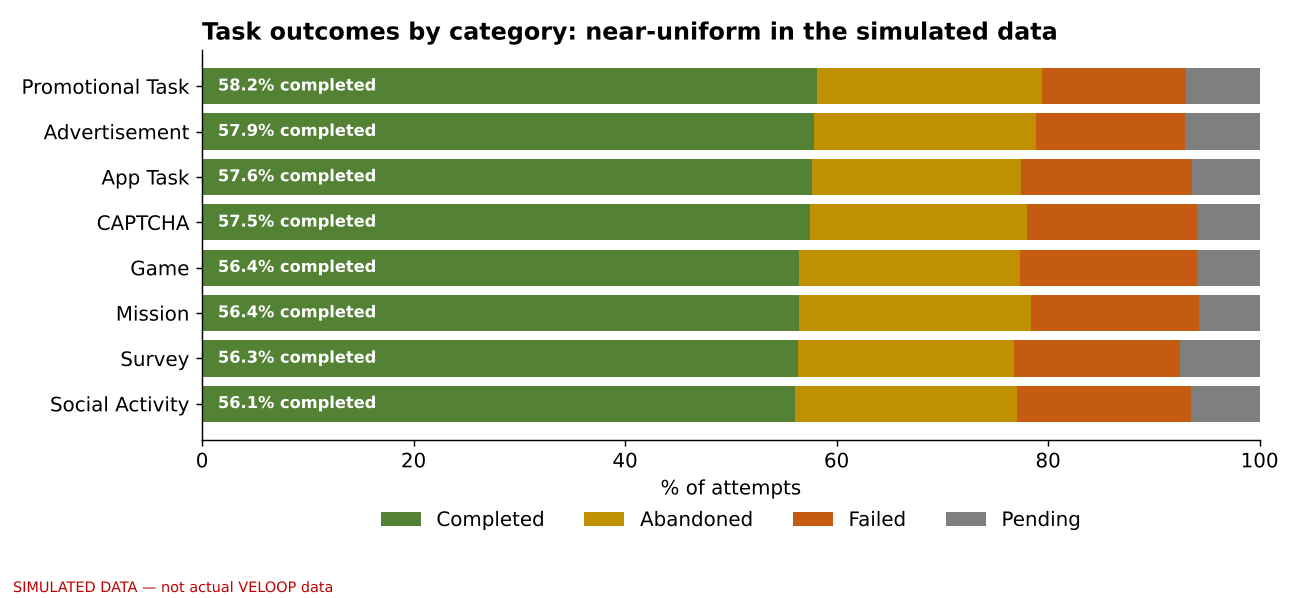 Task outcomes by category: near-uniform in the simulated data
Promotional Task 58.2% completed
Advertisement 57.9% completed
App Task 57.6% completed
CAPTCHA 57.5% completed
Game 56.4% completed
Mission 56.4% completed
Survey 56.3% completed
Social Activity 56.1% completed
0 20 40 60 80 100
% of attempts
Completed Abandoned Failed Pending
SIMULATED DATA — not actual VELOOP data